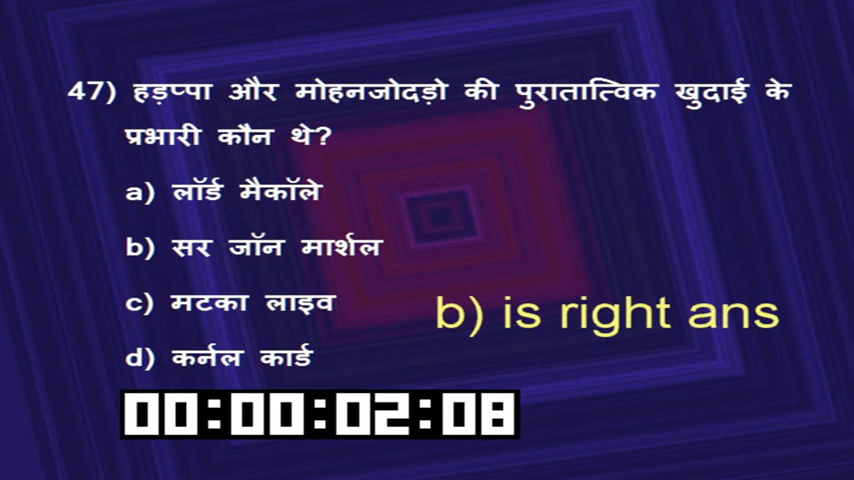 47) हड़प्पा और मोहनजोदड़ो की पुरातात्विक खुदाई के
प्रभारी कौन थे?
a) लॉर्ड मैकॉले
b) सर जॉन मार्शल
c) मटका लाइव
b) is right ans
d) कर्नल कार्ड
00:00:02:08